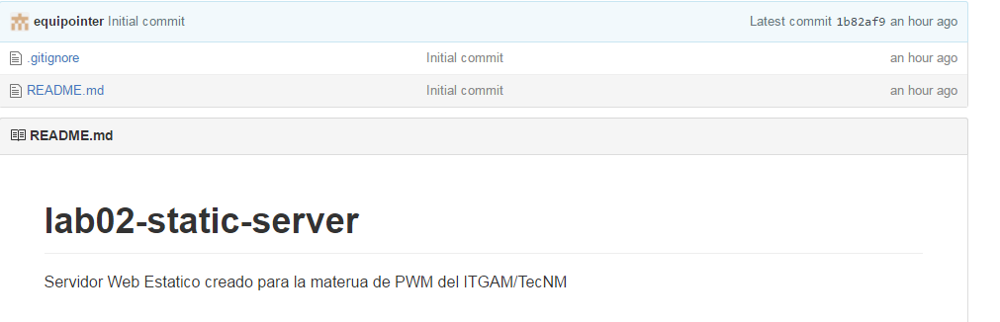 equipointer Initial commit Latest commit 1b82af9 an hour ago
.gitignore Initial commit an hour ago
README.md Initial commit an hour ago
README.md
lab02-static-server
Servidor Web Estatico creado para la materua de PWM del ITGAM/TecNM